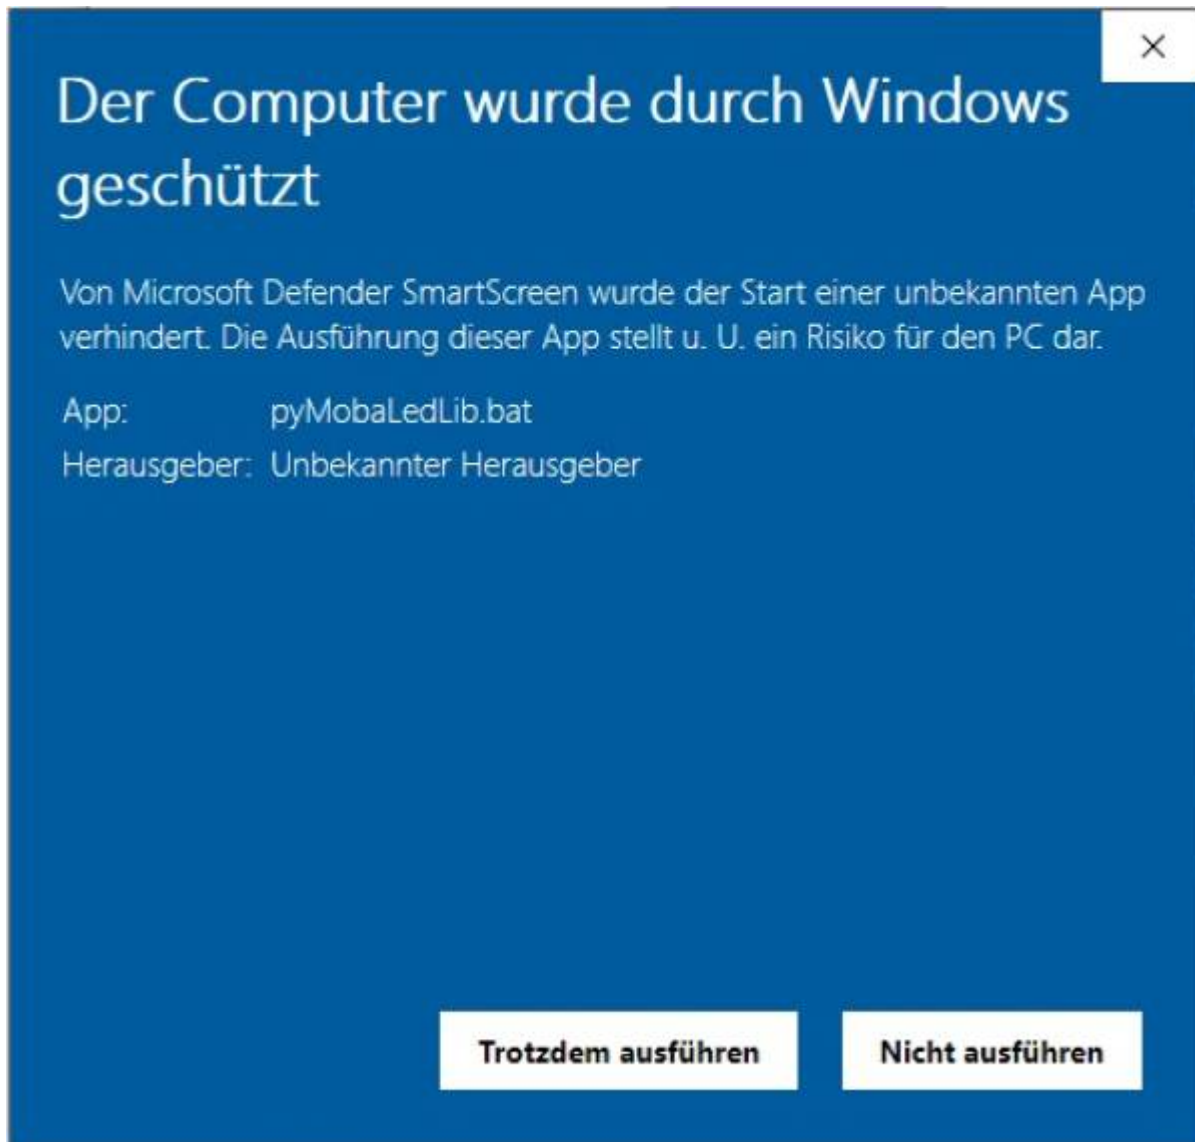 Der Computer wurde durch Windows
geschützt
Von Microsoft Defender SmartScreen wurde der Start einer unbekannten App
verhindert. Die Ausführung dieser App stellt u. U. ein Risiko für den PC dar.
App: pyMobaLedLib.bat
Herausgeber: Unbekannter Herausgeber
Trotzdem ausführen Nicht ausführen